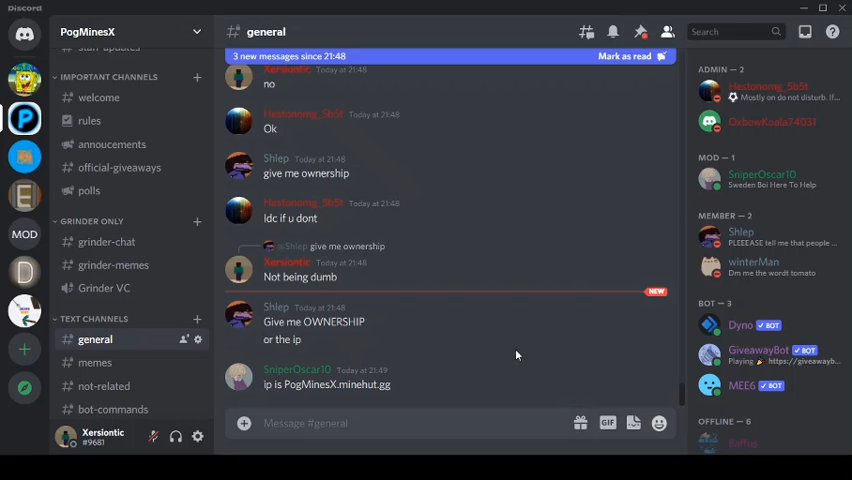 Discord
PogMinesX
general
Search
staff-updates
3 new messages since 21:48
Mark as read
IMPORTANT CHANNELS
welcome
rules
annoucements
official-giveaways
polls
GRINDER ONLY
grinder-chat
grinder-memes
Grinder VC
TEXT CHANNELS
general
memes
not-related
bot-commands
MOD
E
D
Xersiontic
#9681
Xersiontic Today at 21:48
no
Hestonomg_5b5t Today at 21:48
Ok
Shlep Today at 21:48
give me ownership
Hestonomg_5b5t Today at 21:48
Idc if u dont
@Shlep give me ownership
Xersiontic Today at 21:48
Not being dumb
NEW
Shlep Today at 21:48
Give me OWNERSHIP
or the ip
SniperOscar10 Today at 21:49
ip is PogMinesX.minehut.gg
Message #general
GIF
ADMIN — 2
Hestonomg_5b5t
Mostly on do not disturb. If...
OxbowKoala74031
MOD — 1
SniperOscar10
Sweden Boi Here To Help
MEMBER — 2
Shlep
PLEEEASE tell me that people ...
winterMan
Dm me the wordt tomato
BOT — 3
Dyno BOT
GiveawayBot BOT
Playing https://giveawayb...
MEE6 BOT
OFFLINE — 6